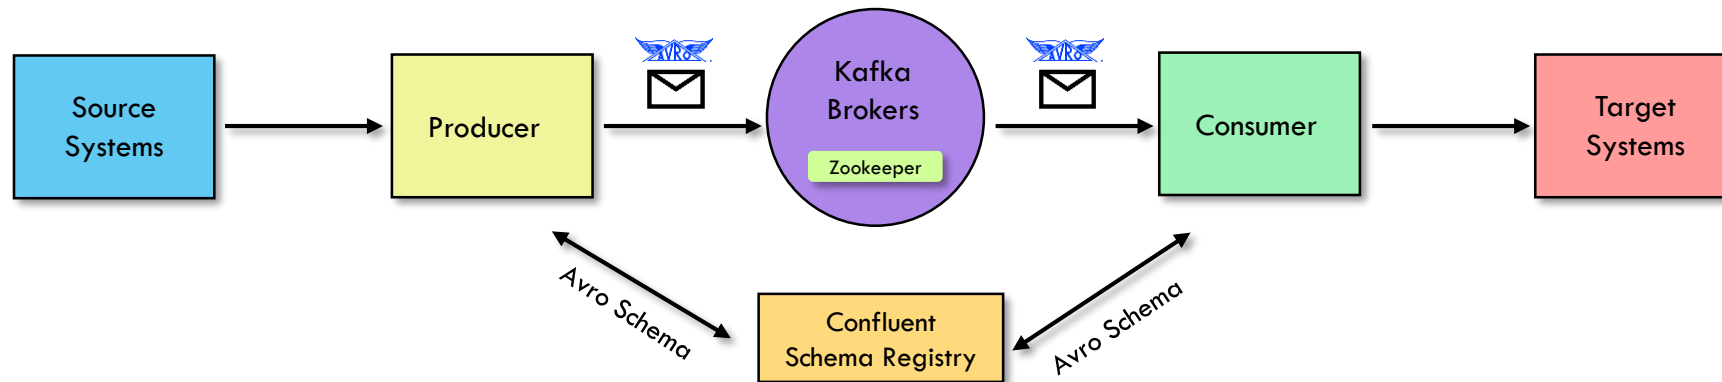 Source
Systems
Producer
AVRO
Kafka
Brokers
Zookeeper
AVRO
Consumer
Target
Systems
Avro Schema
Confluent
Schema Registry
Avro Schema